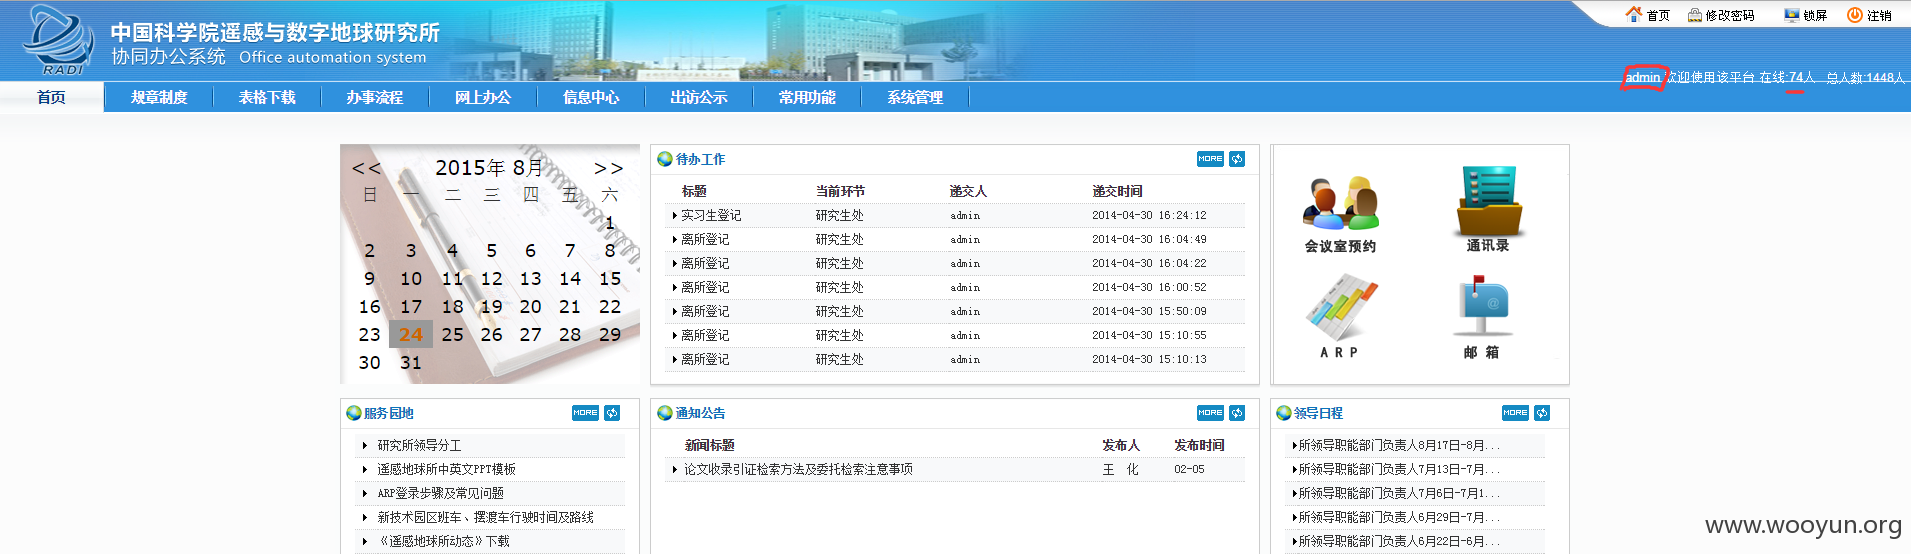 首页 修改密码 锁屏 注销
RADI
中国科学院遥感与数字地球研究所
协同办公系统 Office automation system
admin 欢迎使用该平台 在线:74人 总人数:1448人
首页 规章制度 表格下载 办事流程 网上办公 信息中心 出访公示 常用功能 系统管理
<< 2015年 8月 >>
日 一 二 三 四 五 六
1
2 3 4 5 6 7 8
9 10 11 12 13 14 15
16 17 18 19 20 21 22
23 24 25 26 27 28 29
30 31
待办工作 MORE
标题 当前环节 递交人 递交时间
实习生登记 研究生处 admin 2014-04-30 16:24:12
离所登记 研究生处 admin 2014-04-30 16:04:49
离所登记 研究生处 admin 2014-04-30 16:04:22
离所登记 研究生处 admin 2014-04-30 16:00:52
离所登记 研究生处 admin 2014-04-30 15:50:09
离所登记 研究生处 admin 2014-04-30 15:10:55
离所登记 研究生处 admin 2014-04-30 15:10:13
会议室预约 通讯录
ARP 邮箱
服务园地 MORE
研究所领导分工
遥感地球所中英文PPT模板
ARP登录步骤及常见问题
新技术园区班车、摆渡车行驶时间及路线
《遥感地球所动态》下载
通知公告 MORE
新闻标题 发布人 发布时间
论文收录引证检索方法及委托检索注意事项 王 化 02-05
领导日程 MORE
所领导职能部门负责人8月17日-8月...
所领导职能部门负责人7月13日-7月...
所领导职能部门负责人7月6日-7月1...
所领导职能部门负责人6月29日-7月...
所领导职能部门负责人6月22日-6月...
www.wooyun.org